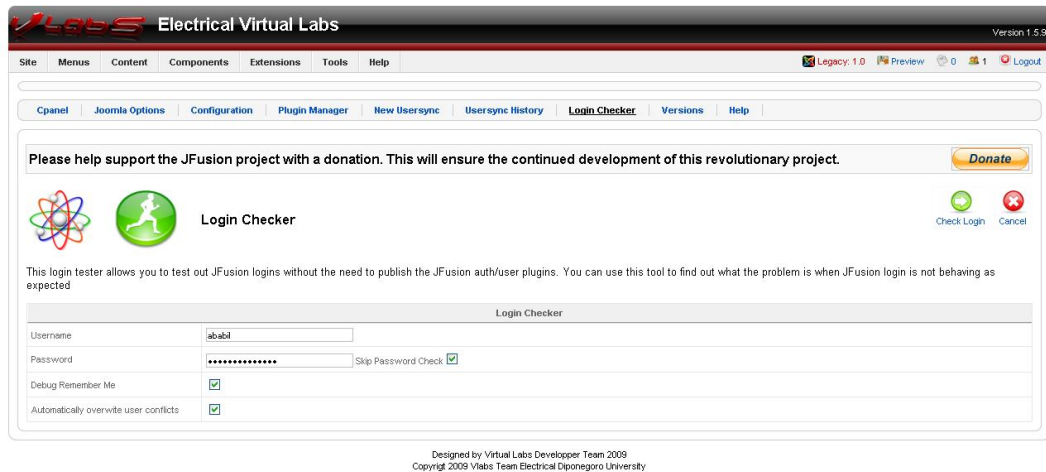 VLabS Electrical Virtual Labs
Version 1.5.9
Site Menus Content Components Extensions Tools Help Legacy: 1.0 Preview 0 1 Logout
Cpanel Joomla Options Configuration Plugin Manager New Usersync Usersync History Login Checker Versions Help
Please help support the JFusion project with a donation. This will ensure the continued development of this revolutionary project. Donate
Login Checker
Check Login Cancel
This login tester allows you to test out JFusion logins without the need to publish the JFusion auth/user plugins. You can use this tool to find out what the problem is when JFusion login is not behaving as
expected
Login Checker
Username ababil
Password •••••••••••••• Skip Password Check
Debug Remember Me
Automatically overwite user conflicts
Designed by Virtual Labs Developper Team 2009
Copyrigt 2009 Vlabs Team Electrical Diponegoro University